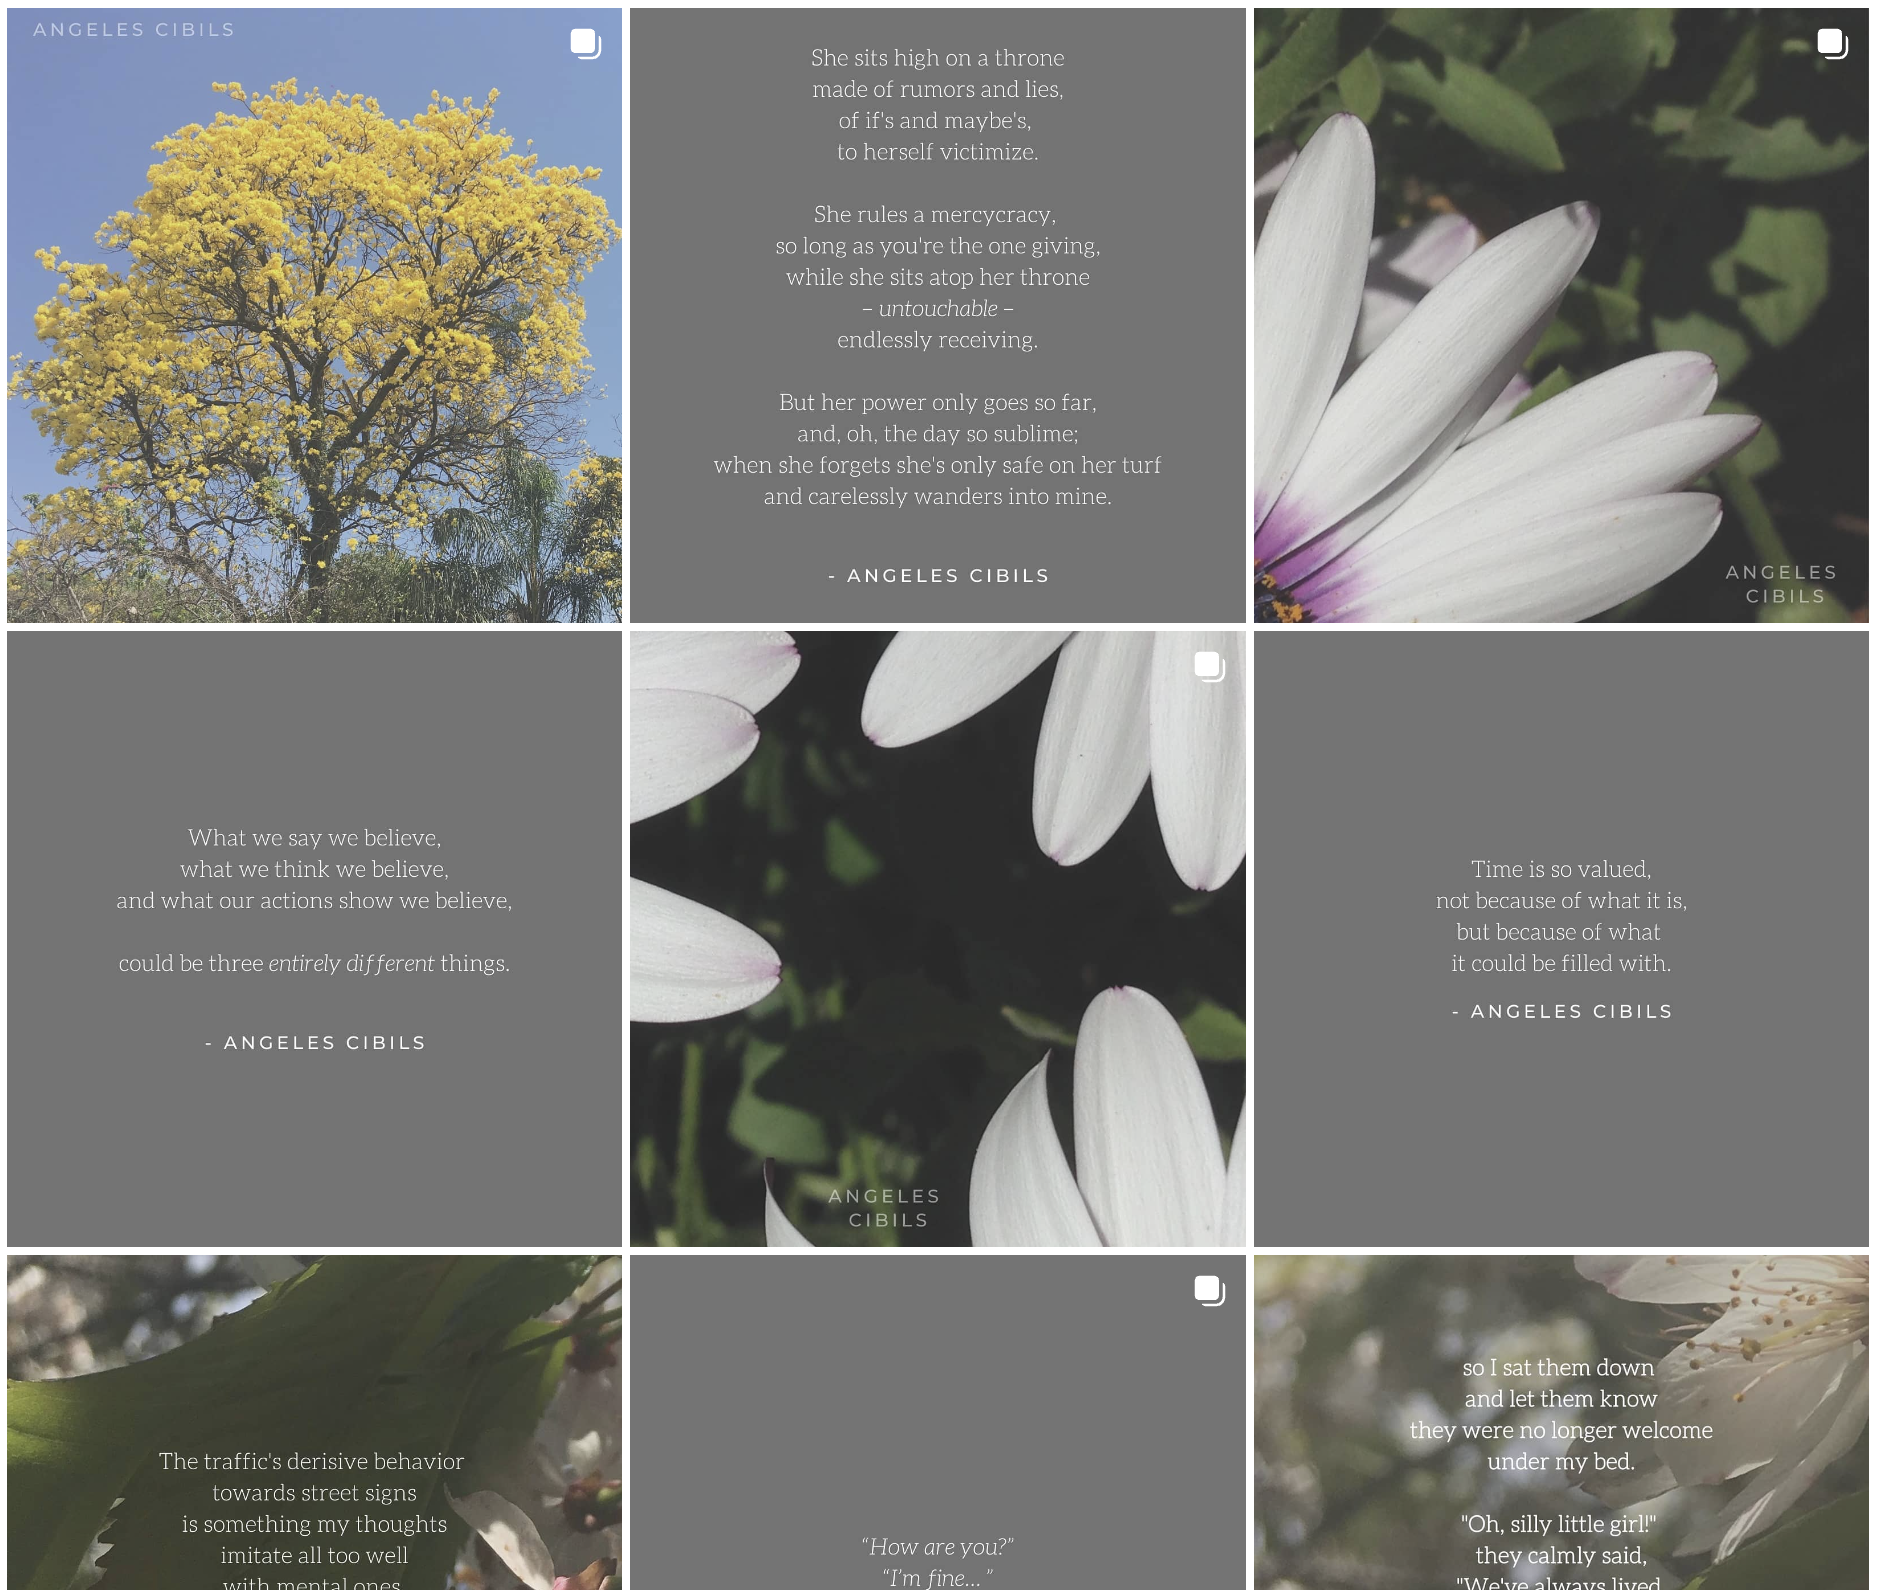 ANGELES CIBILS
She sits high on a throne
made of rumors and lies,
of if's and maybe's,
to herself victimize.
She rules a mercycracy,
so long as you're the one giving,
while she sits atop her throne
– untouchable –
endlessly receiving.
But her power only goes so far,
and, oh, the day so sublime;
when she forgets she's only safe on her turf
and carelessly wanders into mine.
- ANGELES CIBILS
ANGELES
CIBILS
What we say we believe,
what we think we believe,
and what our actions show we believe,
could be three entirely different things.
- ANGELES CIBILS
ANGELES
CIBILS
Time is so valued,
not because of what it is,
but because of what
it could be filled with.
- ANGELES CIBILS
The traffic's derisive behavior
towards street signs
is something my thoughts
imitate all too well
with mental ones
“How are you?”
“I'm fine... ”
so I sat them down
and let them know
they were no longer welcome
under my bed.
"Oh, silly little girl!"
they calmly said,
"We've always lived